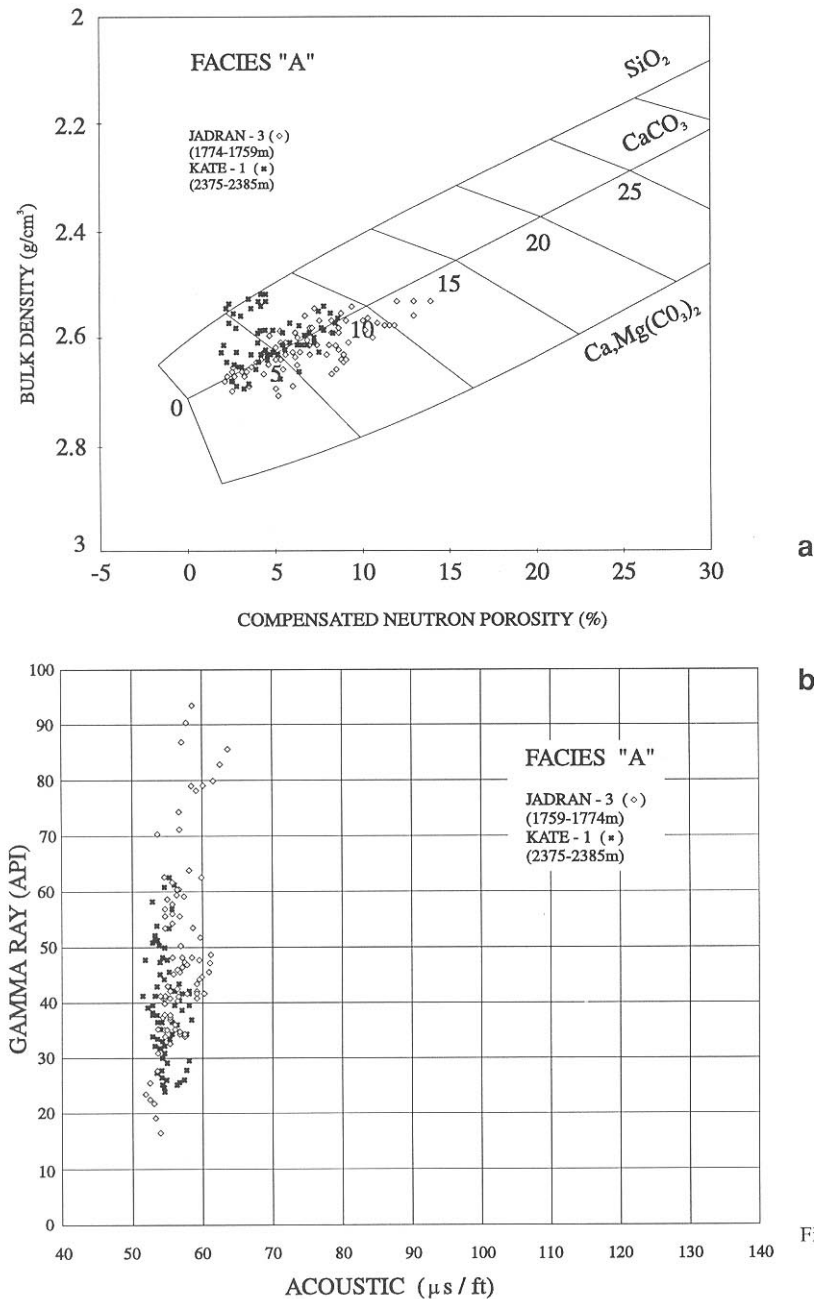 2
FACIES "A"
SiO₂
2.2
JADRAN - 3 (◇)
(1774-1759m)
KATE - 1 (✖)
(2375-2385m)
CaCO₃
25
BULK DENSITY (g/cm³)
2.4
20
15
10
2.6
Ca,Mg(C0₃)₂
5
0
2.8
3
a
-5 0 5 10 15 20 25 30
COMPENSATED NEUTRON POROSITY (%)
b
100
90
FACIES "A"
80
JADRAN - 3 (◇)
(1759-1774m)
70
KATE - 1 (✖)
(2375-2385m)
60
GAMMA RAY (API)
50
40
30
20
10
0
Fi
40 50 60 70 80 90 100 110 120 130 140
ACOUSTIC (μs / ft)